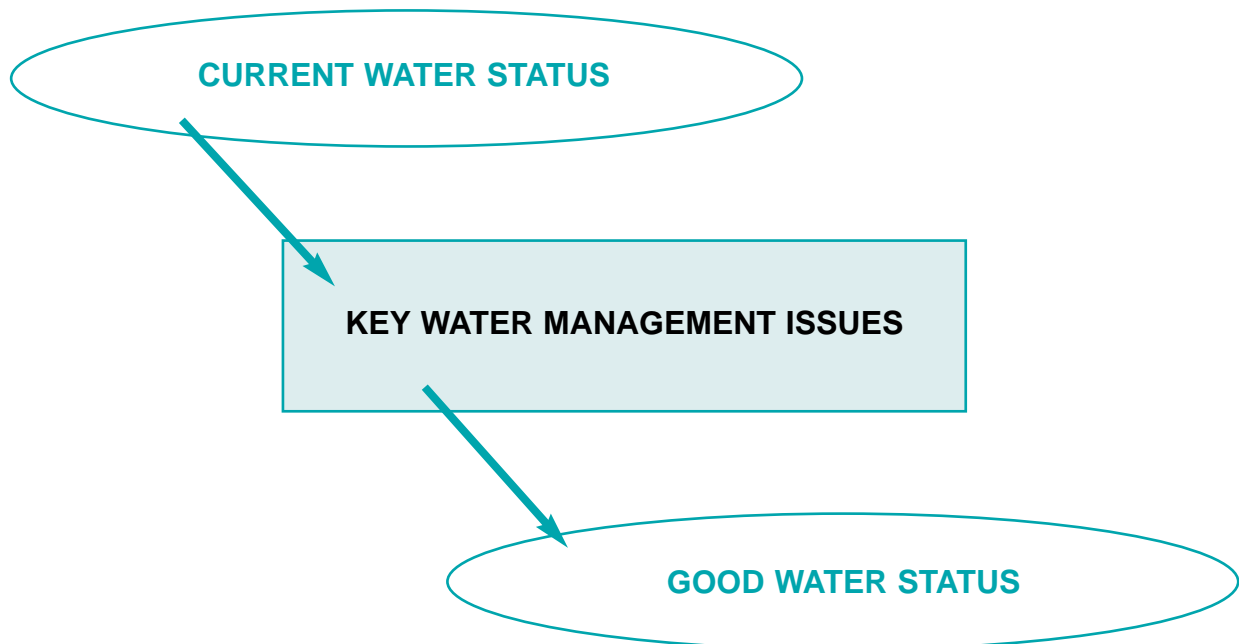 CURRENT WATER STATUS
KEY WATER MANAGEMENT ISSUES
GOOD WATER STATUS